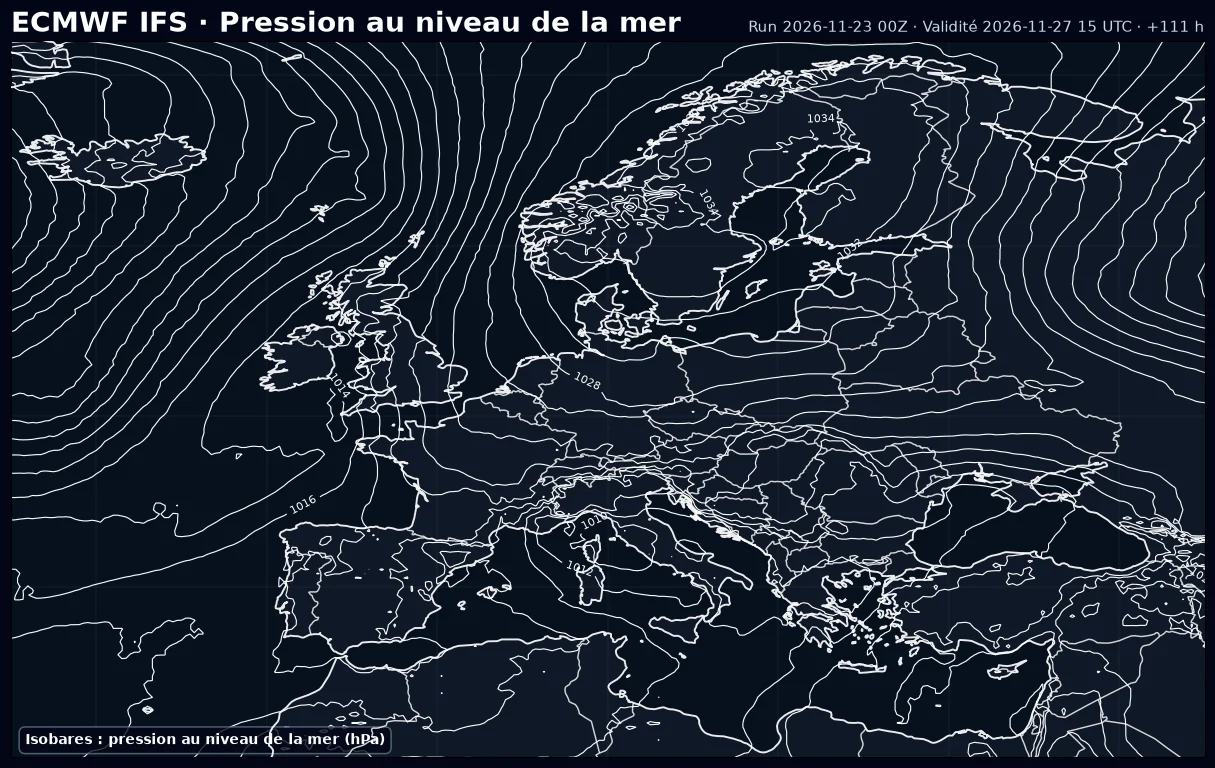 ECMWF IFS · Pression au niveau de la mer
Run 2026-11-23 00Z · Validité 2026-11-27 15 UTC · +111 h
1034
1034
1028
1014
1016
Isobares : pression au niveau de la mer (hPa)